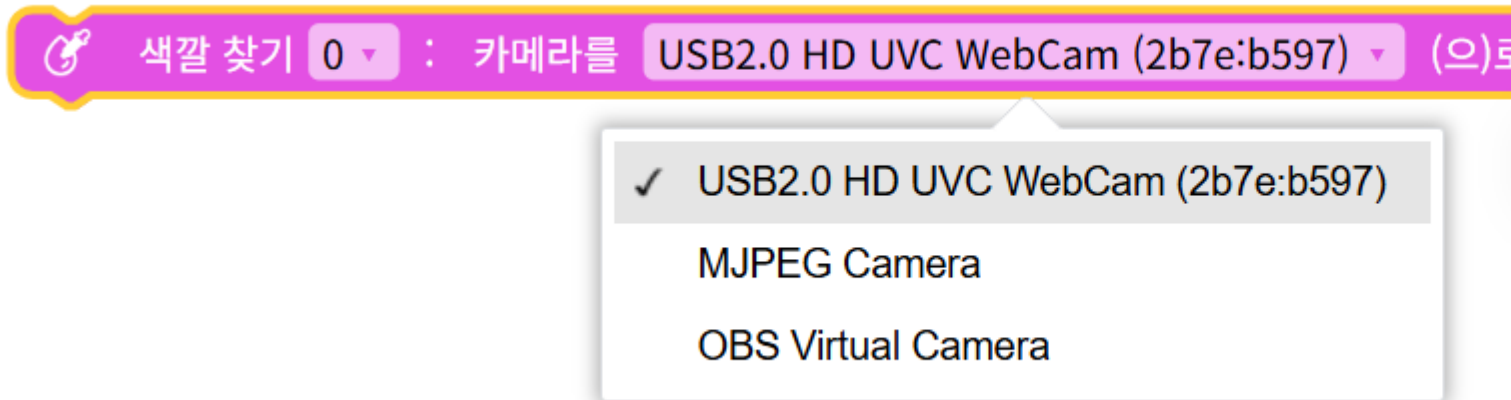 색깔 찾기 0 : 카메라를 USB2.0 HD UVC WebCam (2b7e:b597) (으)로
✓ USB2.0 HD UVC WebCam (2b7e:b597)
MJPEG Camera
OBS Virtual Camera